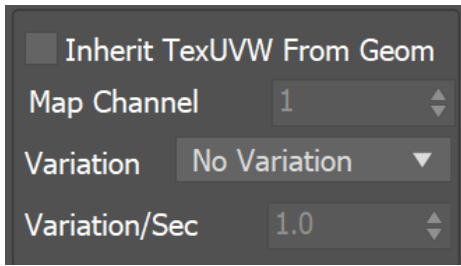 Inherit TexUVW From Geom
Map Channel 1
Variation No Variation
Variation/Sec 1.0